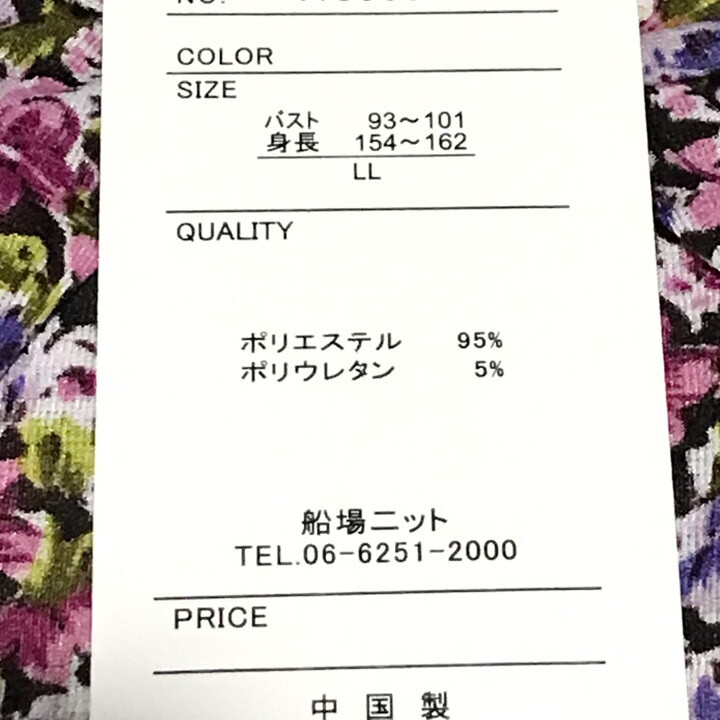 NO.
COLOR
SIZE
バスト 93～101
身長 154～162
LL
QUALITY
ポリエステル 95%
ポリウレタン 5%
船場ニット
TEL.06-6251-2000
PRICE
中国製